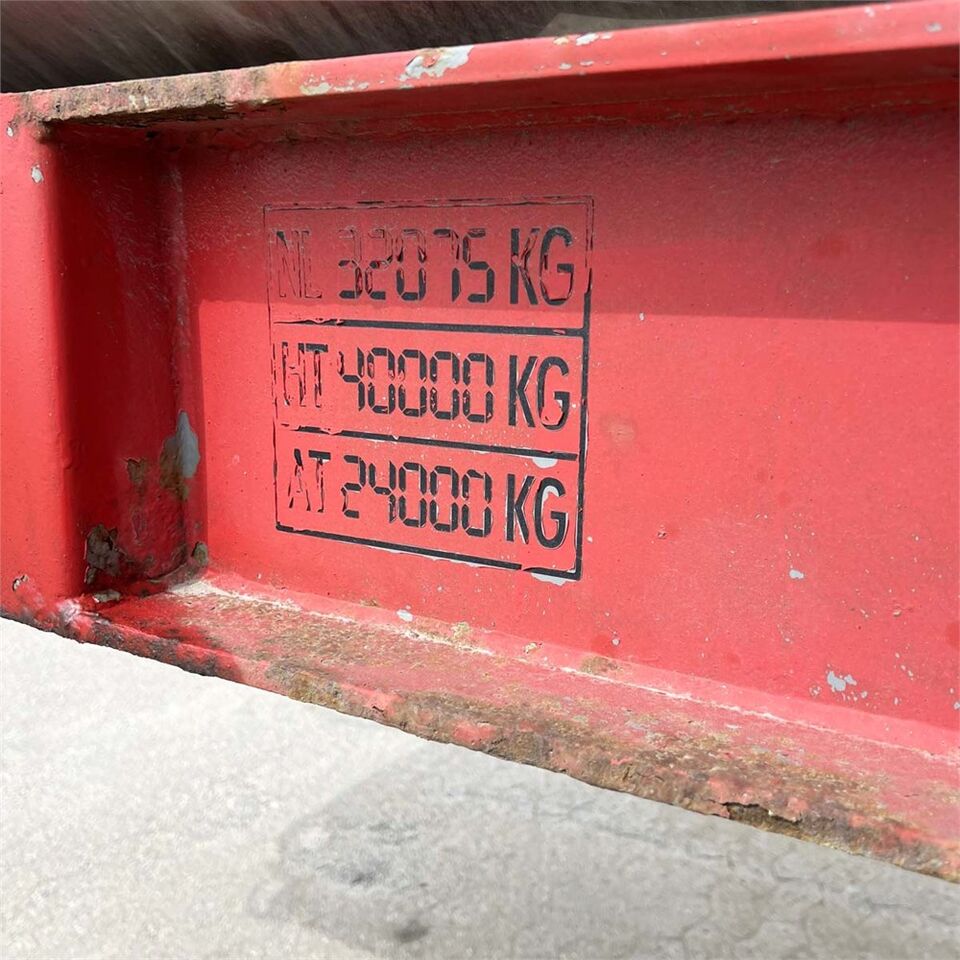 NL 32075 KG
HT 40000 KG
AT 24000 KG